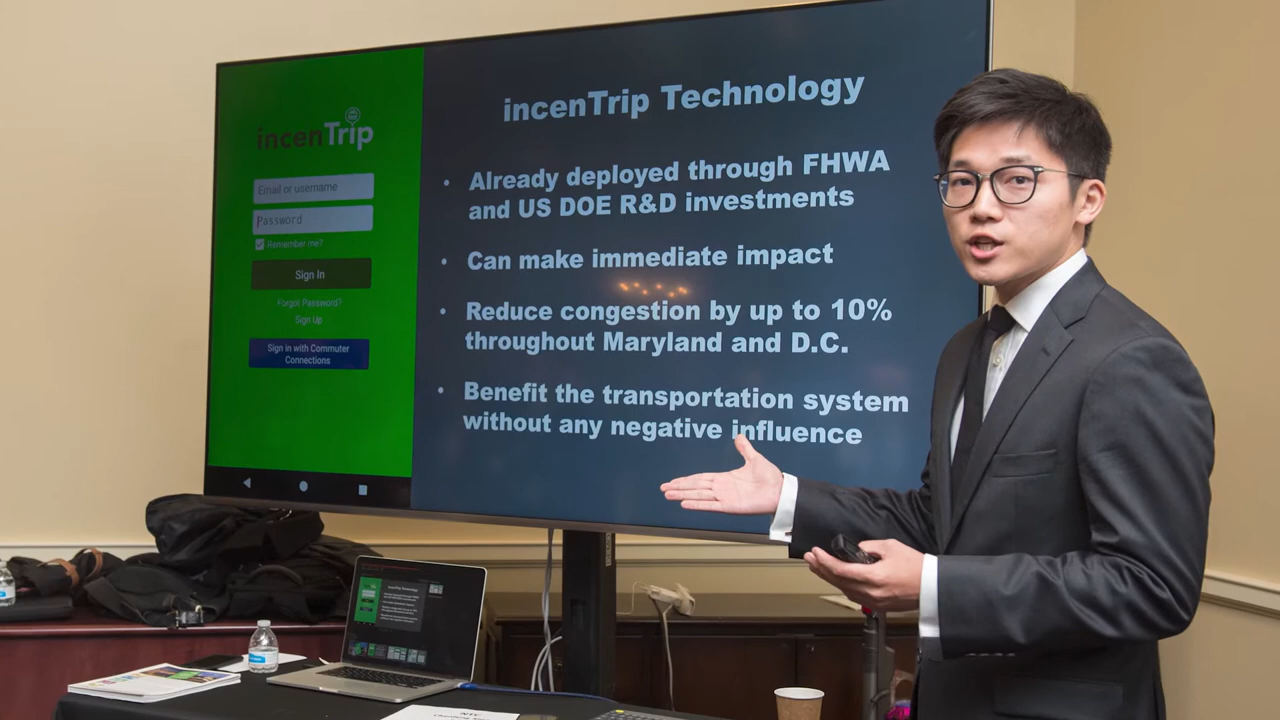 incenTrip
Email or username
Password
Remember me?
Sign In
Forgot Password?
Sign Up
Sign in with Commuter
Connections
incenTrip Technology
• Already deployed through FHWA
and US DOE R&D investments
• Can make immediate impact
• Reduce congestion by up to 10%
throughout Maryland and D.C.
• Benefit the transportation system
without any negative influence
incenTrip Technology